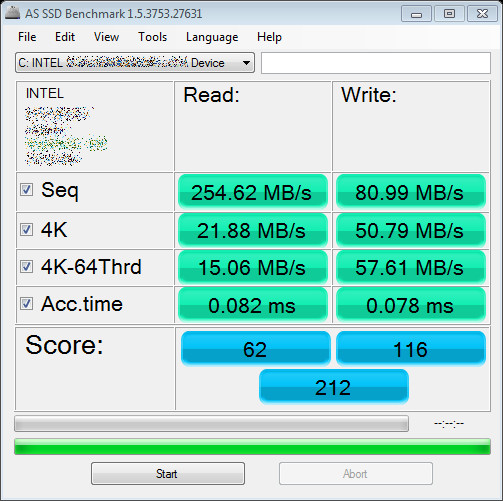 AS SSD Benchmark 1.5.3753.27631
File Edit View Tools Language Help
C: INTEL Device
INTEL
Read: Write:
Seq 254.62 MB/s 80.99 MB/s
4K 21.88 MB/s 50.79 MB/s
4K-64Thrd 15.06 MB/s 57.61 MB/s
Acc.time 0.082 ms 0.078 ms
Score: 62 116
212
--:--:--
Start Abort